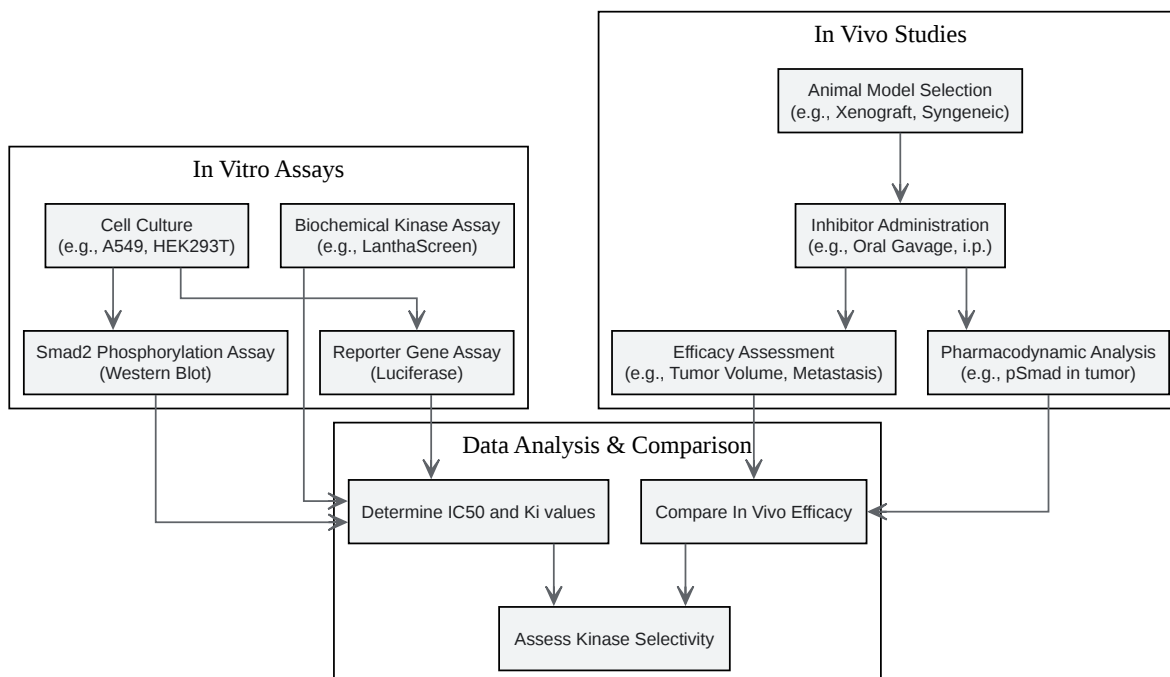 In Vivo Studies
Animal Model Selection
(e.g., Xenograft, Syngeneic)
In Vitro Assays
Cell Culture
(e.g., A549, HEK293T)
Biochemical Kinase Assay
(e.g., LanthaScreen)
Inhibitor Administration
(e.g., Oral Gavage, i.p.)
Smad2 Phosphorylation Assay
(Western Blot)
Reporter Gene Assay
(Luciferase)
Efficacy Assessment
(e.g., Tumor Volume, Metastasis)
Pharmacodynamic Analysis
(e.g., pSmad in tumor)
Data Analysis & Comparison
Determine IC50 and Ki values
Compare In Vivo Efficacy
Assess Kinase Selectivity